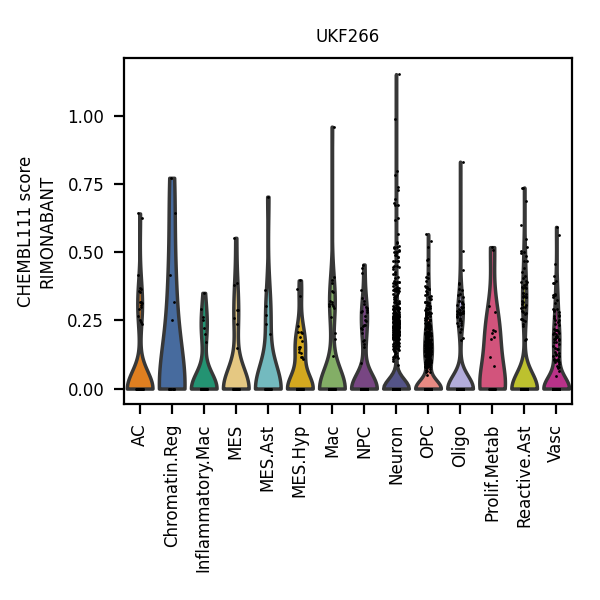 UKF266
CHEMBL111 score
RIMONABANT
1.00
0.75
0.50
0.25
0.00
AC
Chromatin.Reg
Inflammatory.Mac
MES
MES.Ast
MES.Hyp
Mac
NPC
Neuron
OPC
Oligo
Prolif.Metab
Reactive.Ast
Vasc